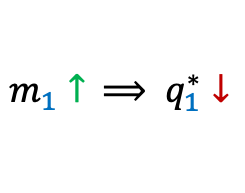 m₁ ↑ ⟹ q₁* ↓